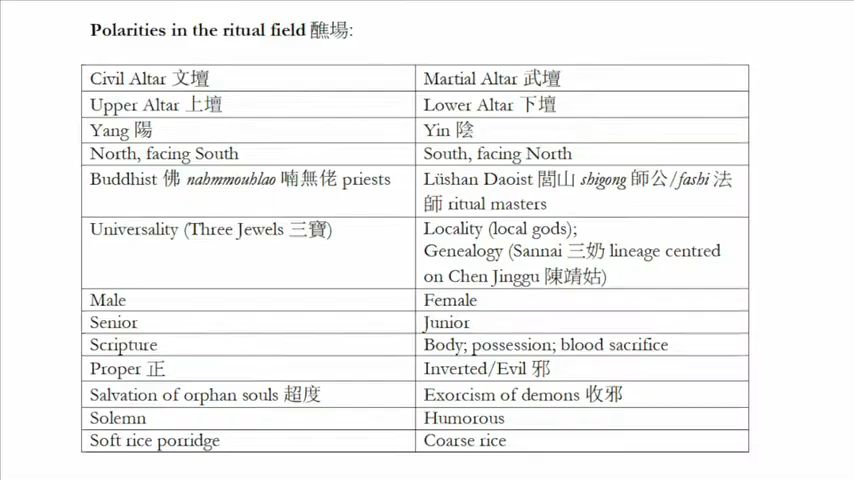 Polarities in the ritual field 醮場:
Civil Altar 文壇
Martial Altar 武壇
Upper Altar 上壇
Lower Altar 下壇
Yang 陽
Yin 陰
North, facing South
South, facing North
Buddhist 佛 nahmmouhlao 喃無佬 priests
Lüshan Daoist 閭山 shigong 師公/fashi 法
師 ritual masters
Universality (Three Jewels 三寶)
Locality (local gods);
Genealogy (Sannai 三奶 lineage centred
on Chen Jinggu 陳靖姑)
Male
Female
Senior
Junior
Scripture
Body; possession; blood sacrifice
Proper 正
Inverted/Evil 邪
Salvation of orphan souls 超度
Exorcism of demons 收邪
Solemn
Humorous
Soft rice porridge
Coarse rice